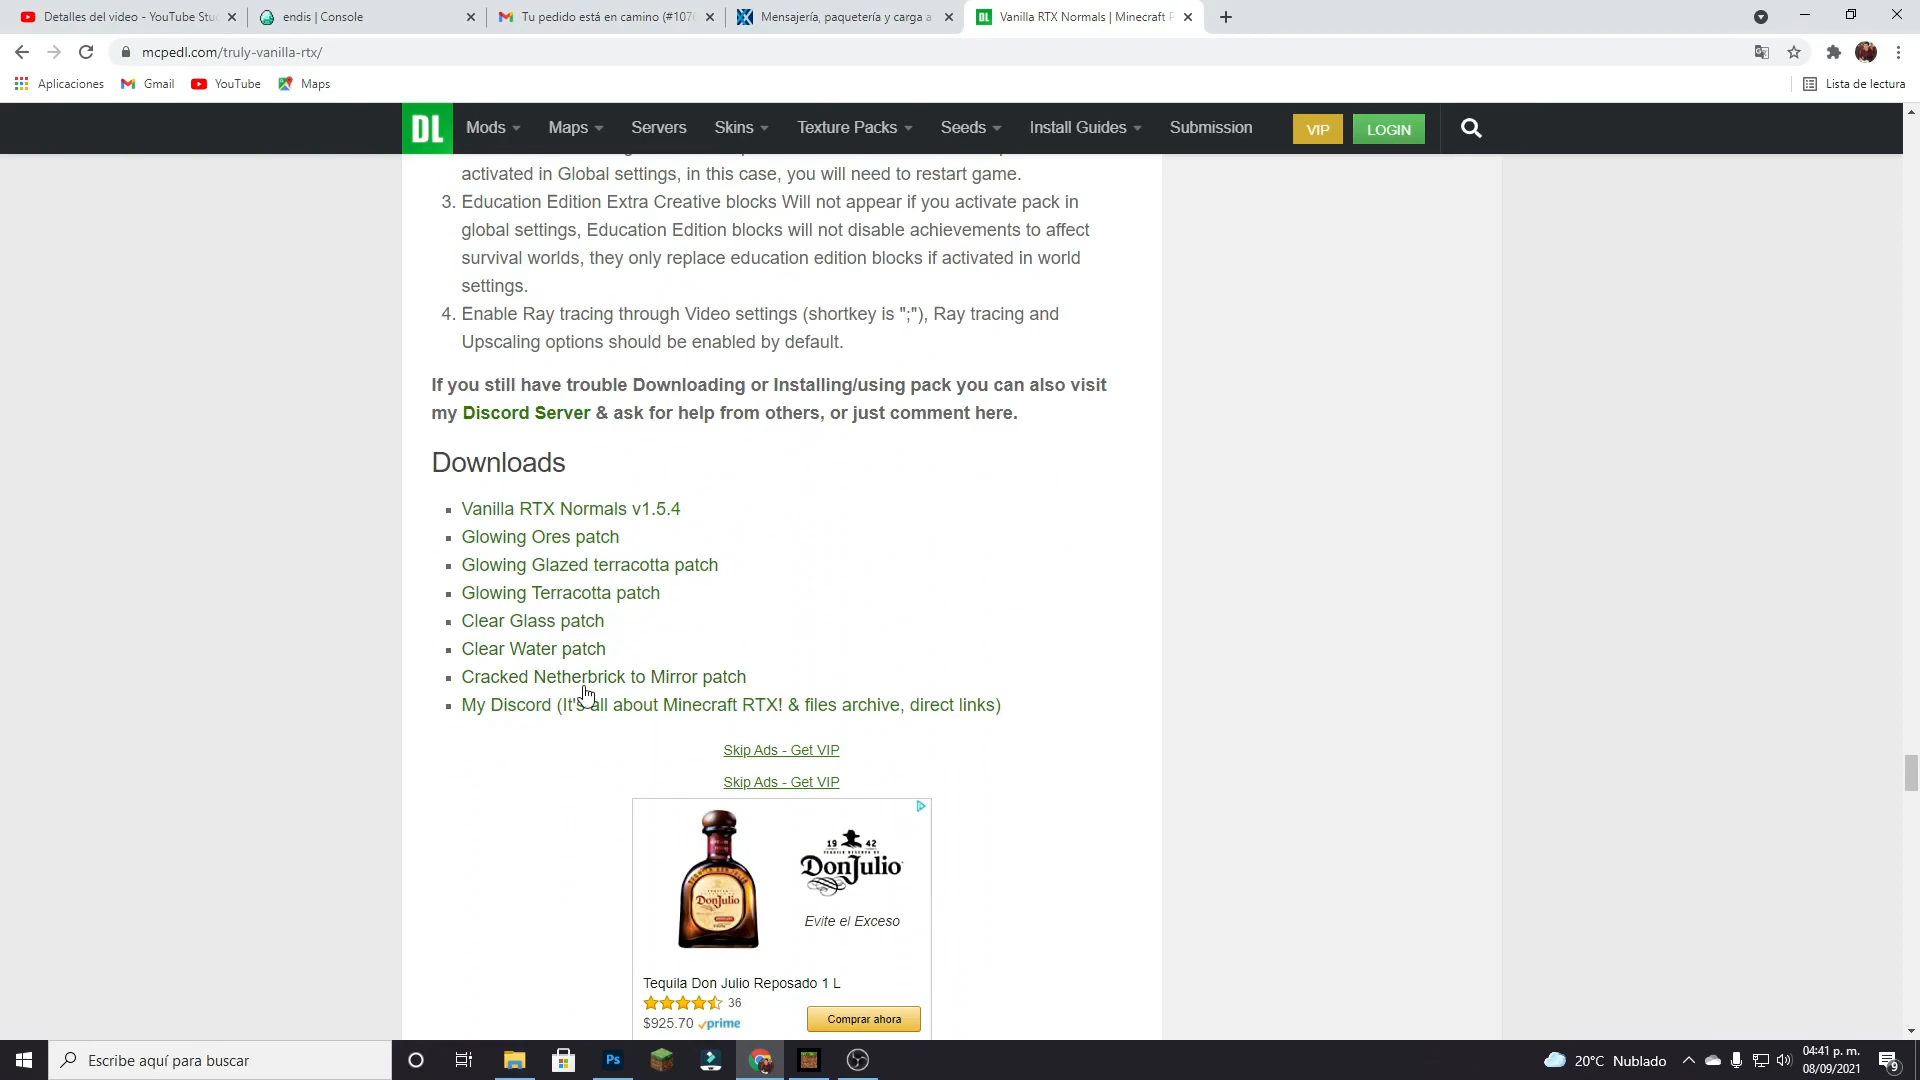 Detalles del video - YouTube Stu
endis | Console
Tu pedido está en camino (#107
Mensajería, paquetería y carga a
Vanilla RTX Normals | Minecraft P
mcpedl.com/truly-vanilla-rtx/
Aplicaciones
Gmail
YouTube
Maps
Lista de lectura
DL
Mods
Maps
Servers
Skins
Texture Packs
Seeds
Install Guides
Submission
VIP
LOGIN
activated in Global settings, in this case, you will need to restart game.
3. Education Edition Extra Creative blocks Will not appear if you activate pack in
global settings, Education Edition blocks will not disable achievements to affect
survival worlds, they only replace education edition blocks if activated in world
settings.
4. Enable Ray tracing through Video settings (shortkey is ";"), Ray tracing and
Upscaling options should be enabled by default.
If you still have trouble Downloading or Installing/using pack you can also visit
my Discord Server & ask for help from others, or just comment here.
Downloads
Vanilla RTX Normals v1.5.4
Glowing Ores patch
Glowing Glazed terracotta patch
Glowing Terracotta patch
Clear Glass patch
Clear Water patch
Cracked Netherbrick to Mirror patch
My Discord (It's all about Minecraft RTX! & files archive, direct links)
Skip Ads - Get VIP
Skip Ads - Get VIP
19 42
DonJulio
DonJulio
Evite el Exceso
Tequila Don Julio Reposado 1 L
36
$925.70 prime
Comprar ahora
Escribe aquí para buscar
Ps
20°C Nublado
04:41 p. m.
08/09/2021
9